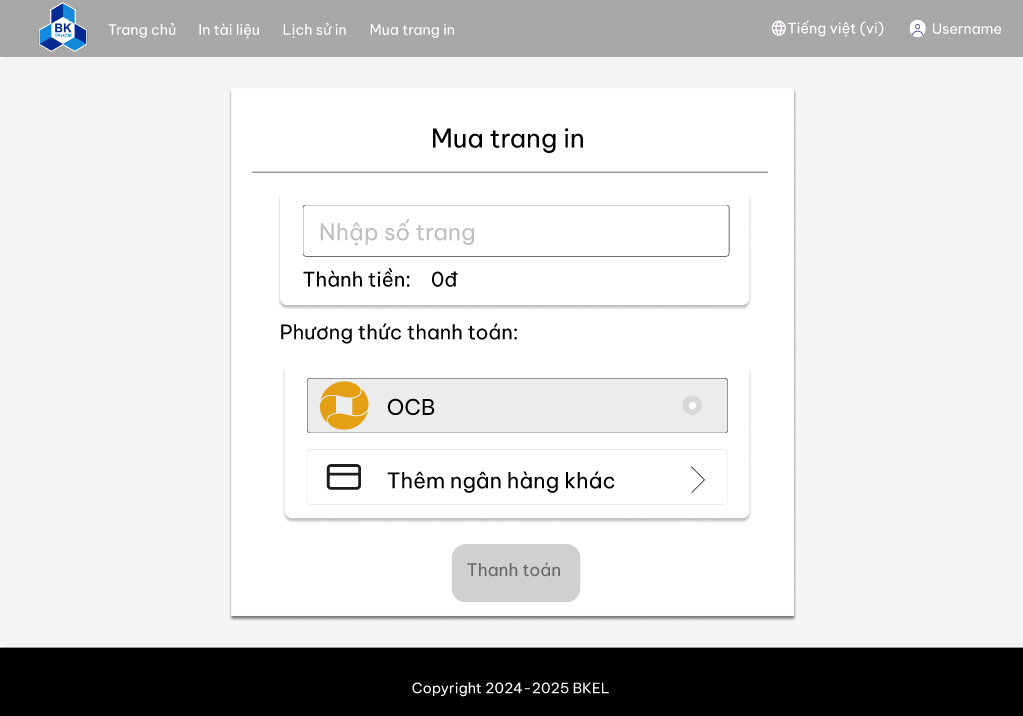 BK
TP.HCM
Trang chủ
In tài liệu
Lịch sử in
Mua trang in
Tiếng việt (vi)
Username
Mua trang in
Nhập số trang
Thành tiền: 0đ
Phương thức thanh toán:
OCB
Thêm ngân hàng khác
Thanh toán
Copyright 2024-2025 BKEL